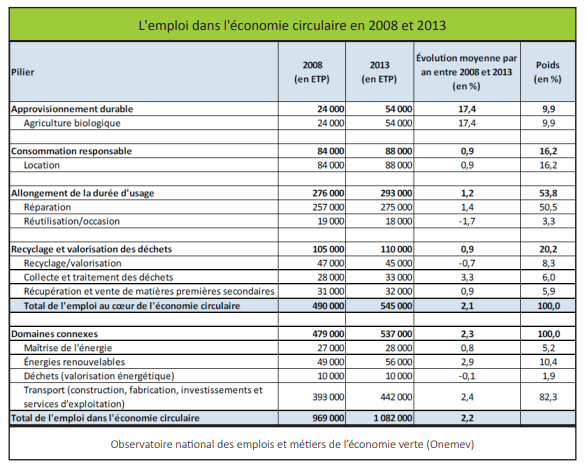 L'emploi dans l'économie circulaire en 2008 et 2013
Pilier 2008 (en ETP) 2013 (en ETP) Évolution moyenne par an entre 2008 et 2013 (en %) Poids (en %)
Approvisionnement durable 24 000 54 000 17,4 9,9
Agriculture biologique 24 000 54 000 17,4 9,9
Consommation responsable 84 000 88 000 0,9 16,2
Location 84 000 88 000 0,9 16,2
Allongement de la durée d'usage 276 000 293 000 1,2 53,8
Réparation 257 000 275 000 1,4 50,5
Réutilisation/occasion 19 000 18 000 -1,7 3,3
Recyclage et valorisation des déchets 105 000 110 000 0,9 20,2
Recyclage/valorisation 47 000 45 000 -0,7 8,3
Collecte et traitement des déchets 28 000 33 000 3,3 6,0
Récupération et vente de matières premières secondaires 31 000 32 000 0,9 5,9
Total de l'emploi au cœur de l'économie circulaire 490 000 545 000 2,1 100,0
Domaines connexes 479 000 537 000 2,3 100,0
Maîtrise de l'énergie 27 000 28 000 0,8 5,2
Énergies renouvelables 49 000 56 000 2,9 10,4
Déchets (valorisation énergétique) 10 000 10 000 -0,1 1,9
Transport (construction, fabrication, investissements et
services d'exploitation) 393 000 442 000 2,4 82,3
Total de l'emploi dans l'économie circulaire 969 000 1 082 000 2,2
Observatoire national des emplois et métiers de l'économie verte (Onemev)